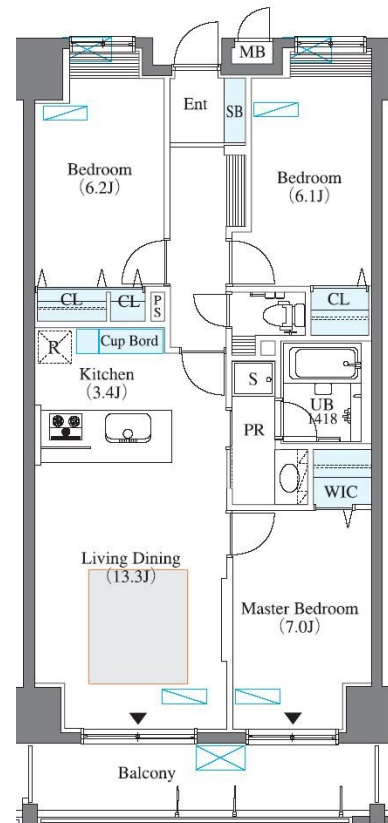 MB
Ent
SB
Bedroom
(6.2J)
Bedroom
(6.1J)
CL
CL
PS
CL
R
Cup Bord
Kitchen
(3.4J)
S
UB
1418
PR
WIC
Living Dining
(13.3J)
Master Bedroom
(7.0J)
Balcony